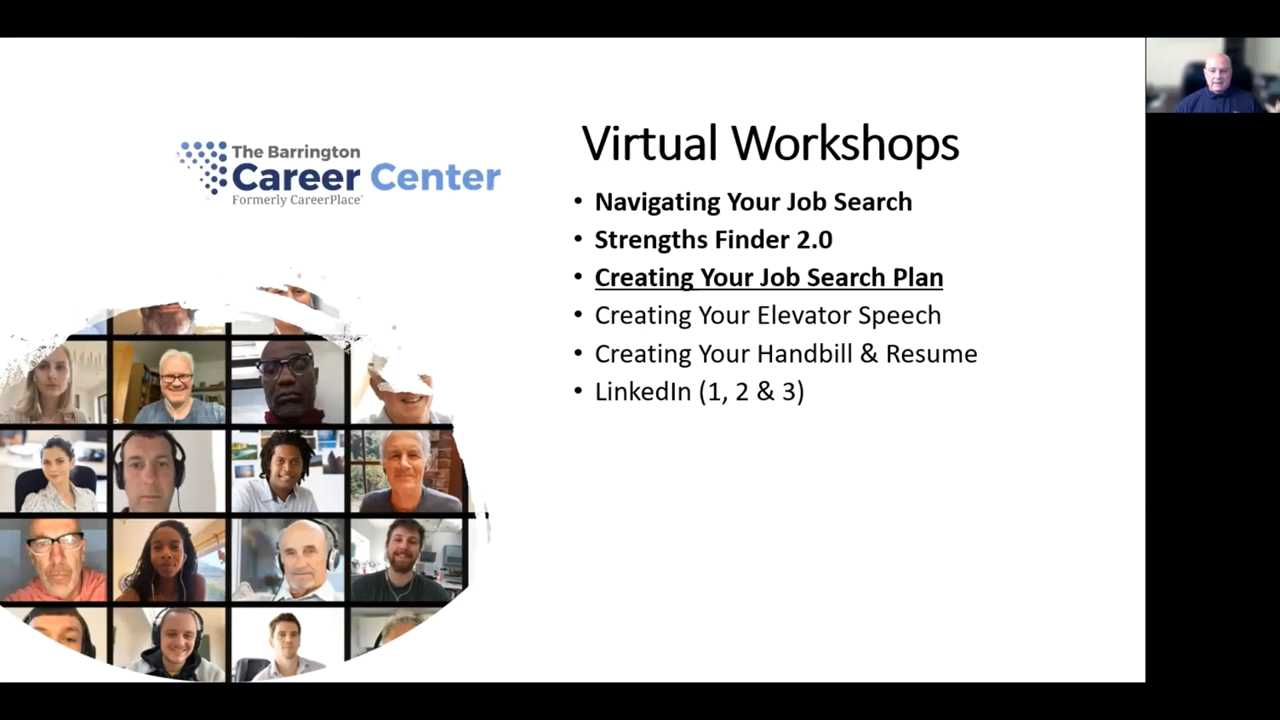 The Barrington
Career Center
Formerly CareerPlace®
Virtual Workshops
• Navigating Your Job Search
• Strengths Finder 2.0
• Creating Your Job Search Plan
• Creating Your Elevator Speech
• Creating Your Handbill & Resume
• LinkedIn (1, 2 & 3)